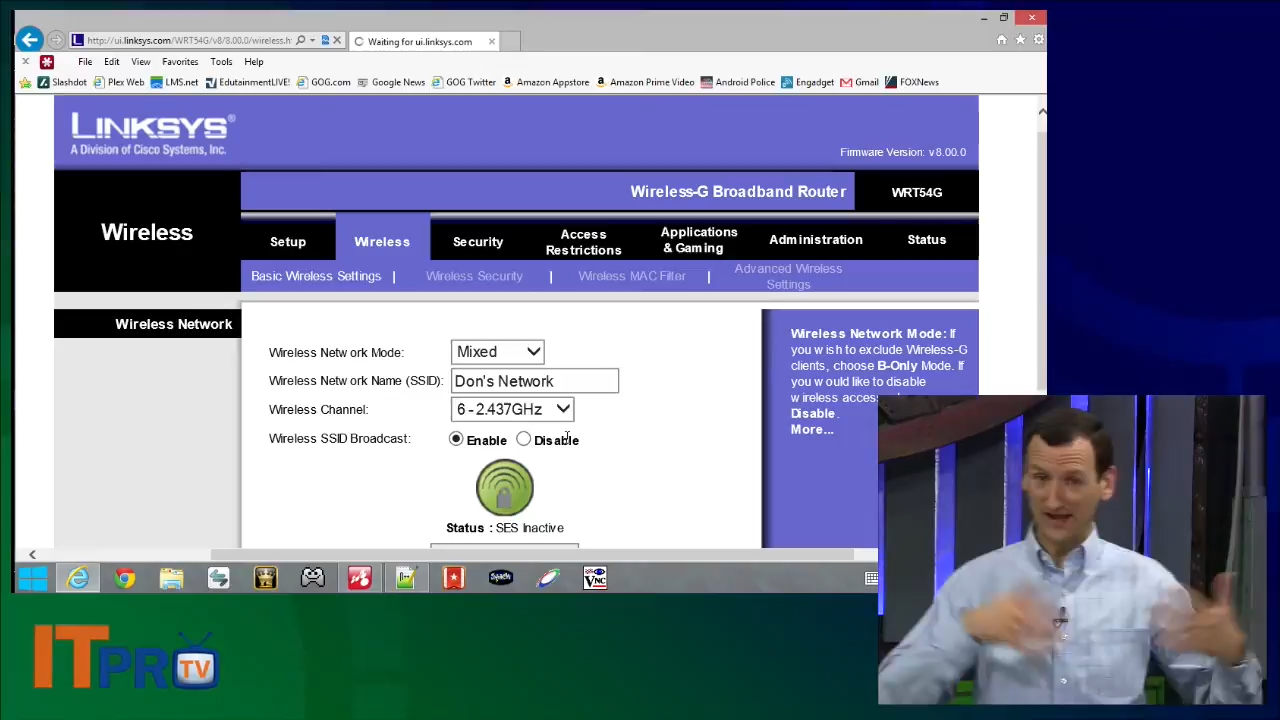 http://ui.linksys.com/WRT54G/v8/8.00.0/wireless.h
Waiting for ui.linksys.com
File Edit View Favorites Tools Help
Slashdot Plex Web LMS.net EdutainmentLIVE! GOG.com Google News GOG Twitter Amazon Appstore Amazon Prime Video Android Police Engadget Gmail FOXNews
LINKSYS®
A Division of Cisco Systems, Inc.
Firmware Version: v8.00.0
Wireless-G Broadband Router WRT54G
Wireless
Setup Wireless Security Access Restrictions Applications & Gaming Administration Status
Basic Wireless Settings | Wireless Security | Wireless MAC Filter | Advanced Wireless Settings
Wireless Network
Wireless Network Mode: Mixed
Wireless Network Name (SSID): Don's Network
Wireless Channel: 6 - 2.437GHz
Wireless SSID Broadcast: Enable Disable
Status : SES Inactive
Wireless Network Mode: If
you wish to exclude Wireless-G
clients, choose B-Only Mode. If
you would like to disable
wireless access
Disable.
More...
VNC
ITPRO
TV